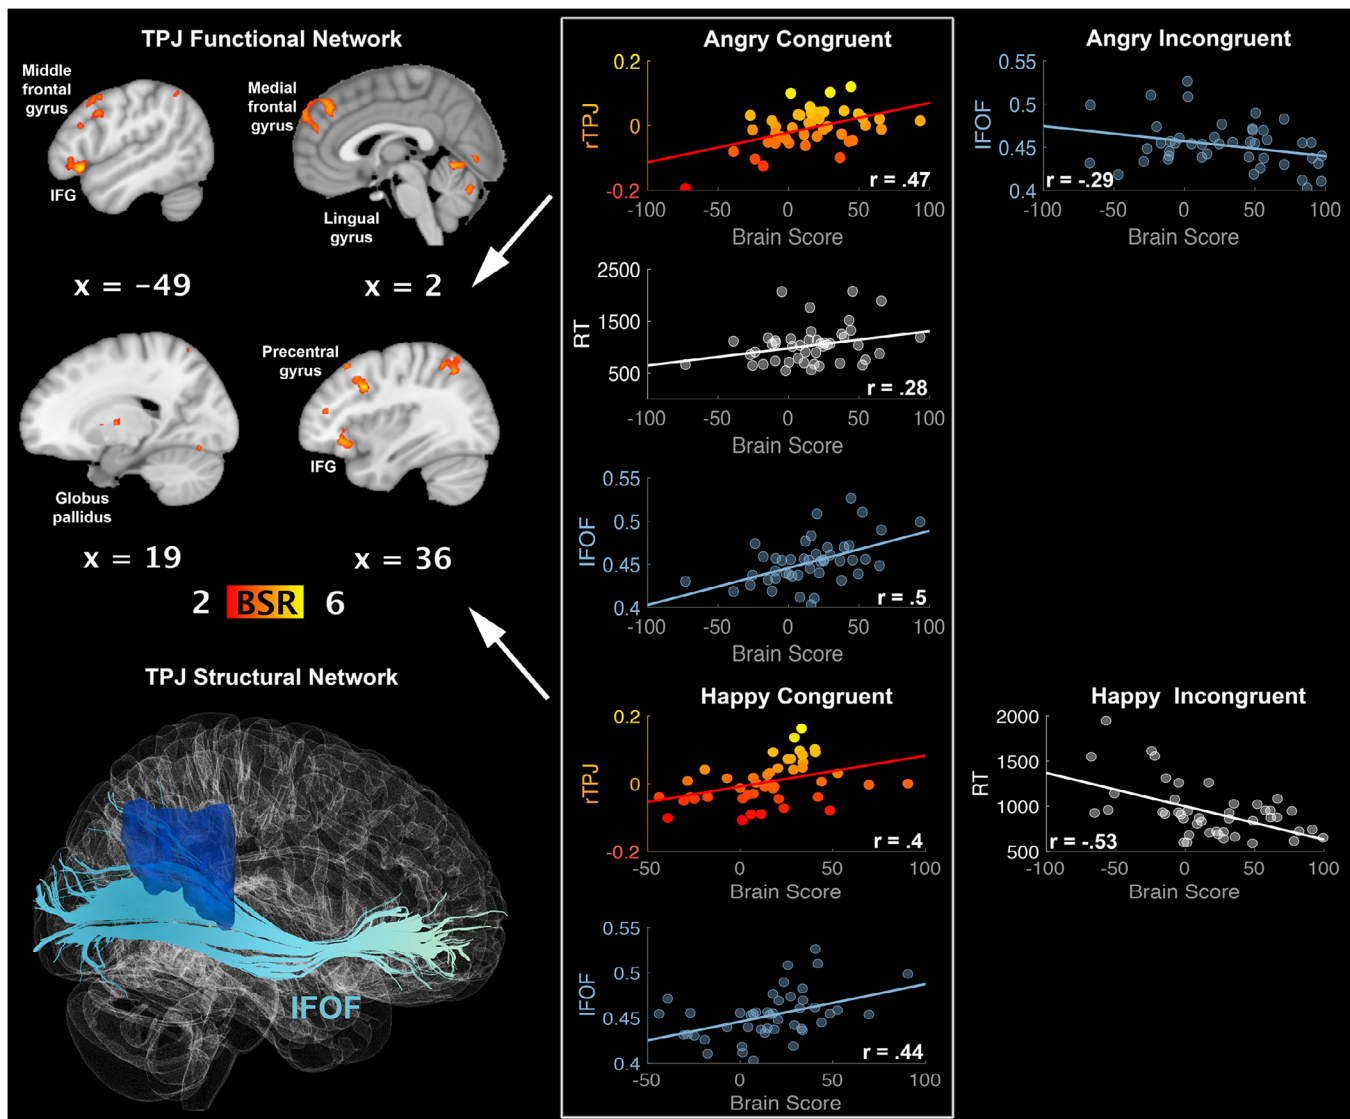 TPJ Functional Network
Middle
frontal
gyrus
IFG
Medial
frontal
gyrus
Lingual
gyrus
x = -49
x = 2
Globus
pallidus
Precentral
gyrus
IFG
x = 19
x = 36
2 BSR 6
TPJ Structural Network
IFOF
Angry Congruent
rTPJ
0.2
0
-0.2
r = .47
-100 -50 0 50 100
Brain Score
RT
2500
1500
500
r = .28
-100 -50 0 50 100
IFOF
0.55
0.5
0.45
0.4
r = .5
-100 -50 0 50 100
Brain Score
Happy Congruent
rTPJ
0.2
0
-0.2
r = .4
-50 0 50 100
Brain Score
IFOF
0.55
0.5
0.45
0.4
r = .44
-50 0 50 100
Brain Score
Angry Incongruent
IFOF
0.55
0.5
0.45
0.4
r = -.29
-100 -50 0 50 100
Brain Score
Happy Incongruent
RT
2000
1500
1000
500
r = -.53
-100 -50 0 50 100
Brain Score